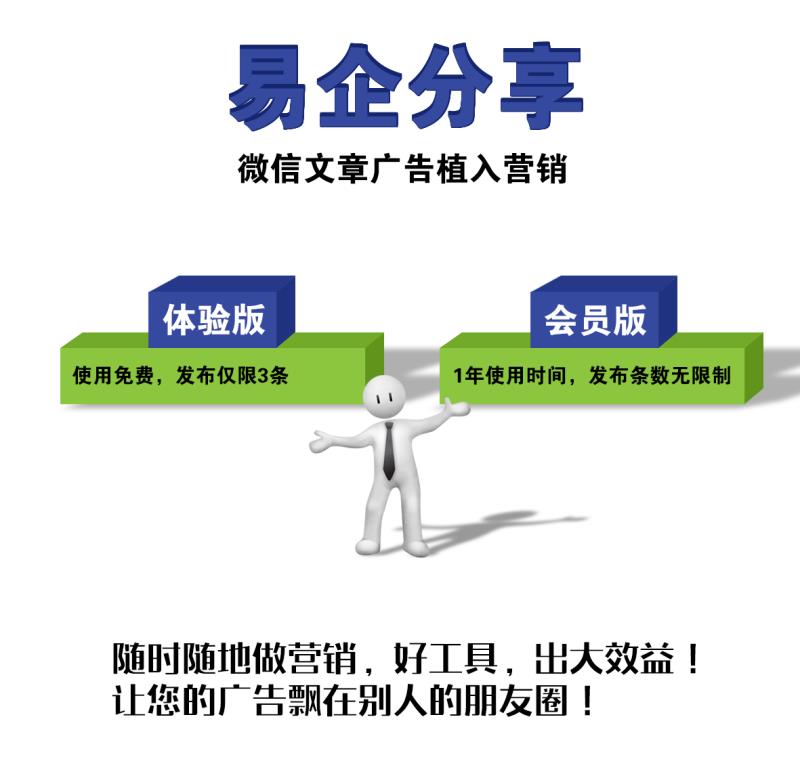 易企分享
微信文章广告植入营销
体验版
使用免费，发布仅限3条
会员版
1年使用时间，发布条数无限制
随时随地做营销，好工具，出大效益！
让您的广告飘在别人的朋友圈！